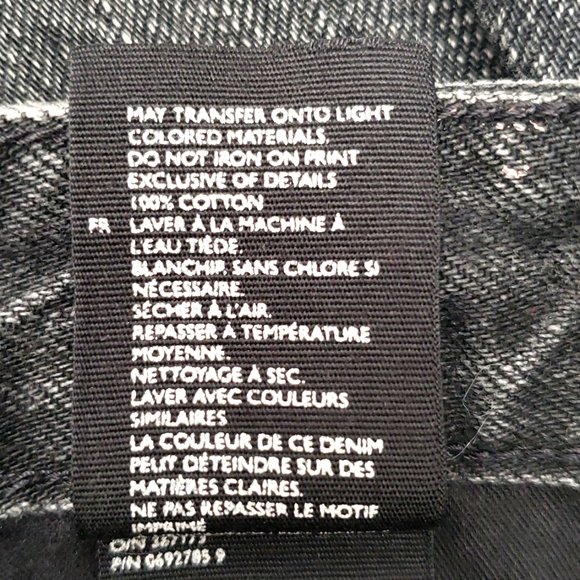 MAY TRANSFER ONTO LIGHT
COLORED MATERIALS.
DO NOT IRON ON PRINT
EXCLUSIVE OF DETAILS
100% COTTON
FR LAVER À LA MACHINE À
L'EAU TIÈDE.
BLANCHIR SANS CHLORE SI
NÉCESSAIRE.
SÉCHER À L'AIR.
REPASSER À TEMPÉRATURE
MOYENNE.
NETTOYAGE À SEC.
LAVER AVEC COULEURS
SIMILAIRES
LA COULEUR DE CE DENIM
PEUT DÉTEINDRE SUR DES
MATIÈRES CLAIRES.
NE PAS REPASSER LE MOTIF
IMPRIMÉ
O/N
P/N 0692785 9